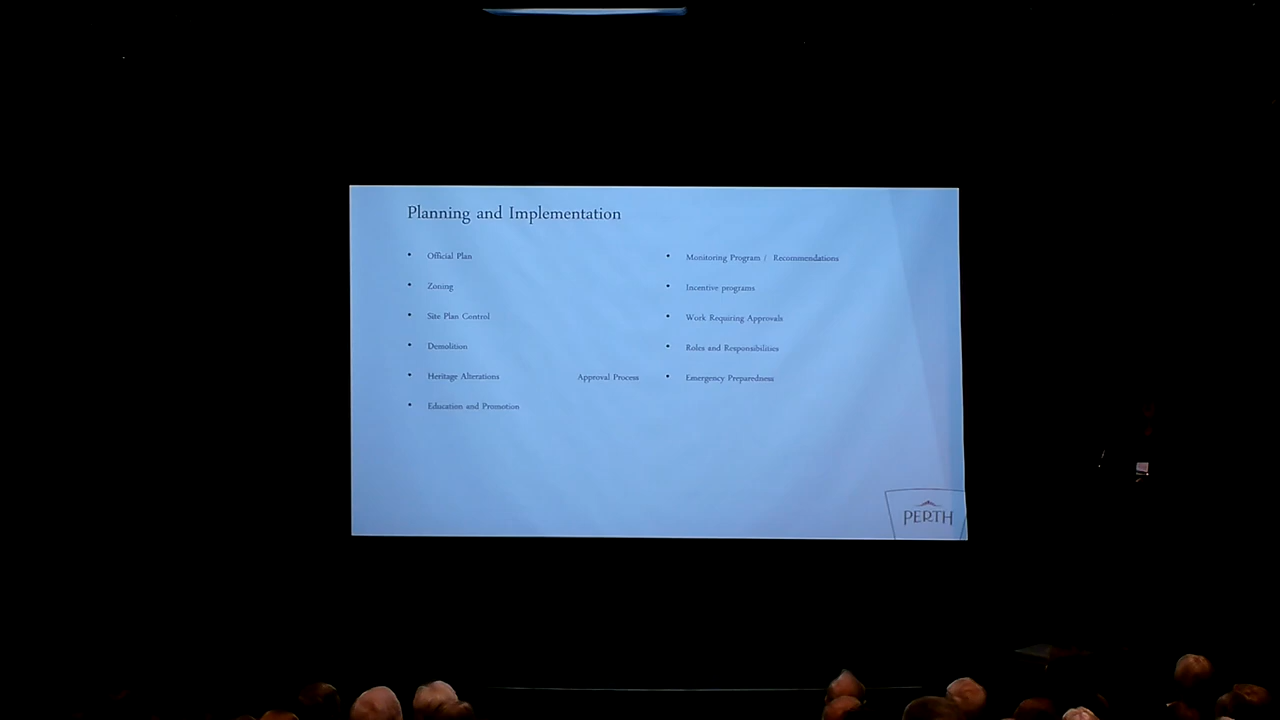 Planning and Implementation
• Official Plan
• Zoning
• Site Plan Control
• Demolition
• Heritage Alterations Approval Process
• Education and Promotion
• Monitoring Program / Recommendations
• Incentive programs
• Work Requiring Approvals
• Roles and Responsibilities
• Emergency Preparedness
PERTH